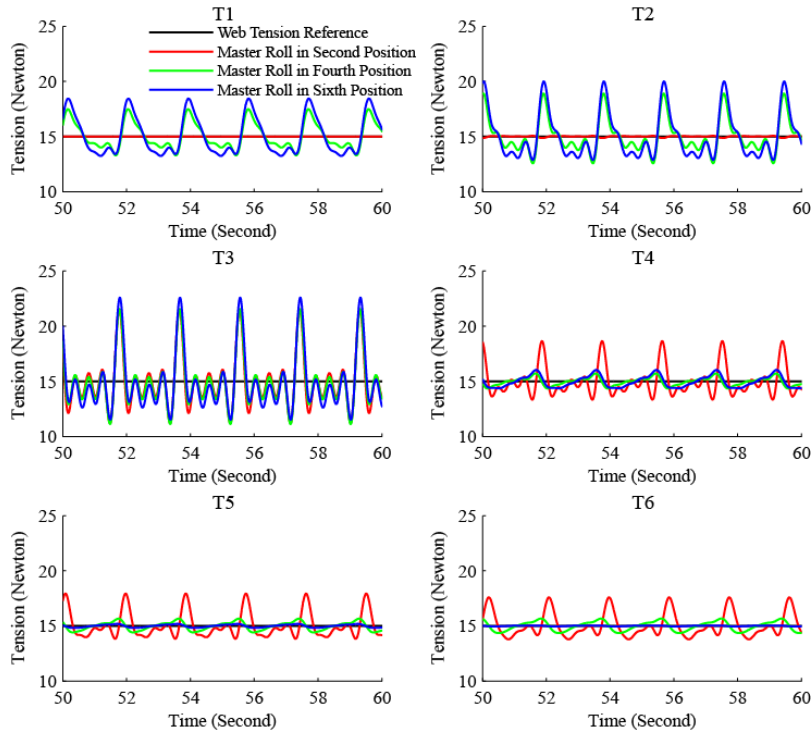 T1
Web Tension Reference
Master Roll in Second Position
Master Roll in Fourth Position
Master Roll in Sixth Position
Tension (Newton)
25
20
15
10
50 52 54 56 58 60
Time (Second)
T2
Tension (Newton)
25
20
15
10
50 52 54 56 58 60
Time (Second)
T3
Tension (Newton)
25
20
15
10
50 52 54 56 58 60
Time (Second)
T4
Tension (Newton)
25
20
15
10
50 52 54 56 58 60
Time (Second)
T5
Tension (Newton)
25
20
15
10
50 52 54 56 58 60
Time (Second)
T6
Tension (Newton)
25
20
15
10
50 52 54 56 58 60
Time (Second)